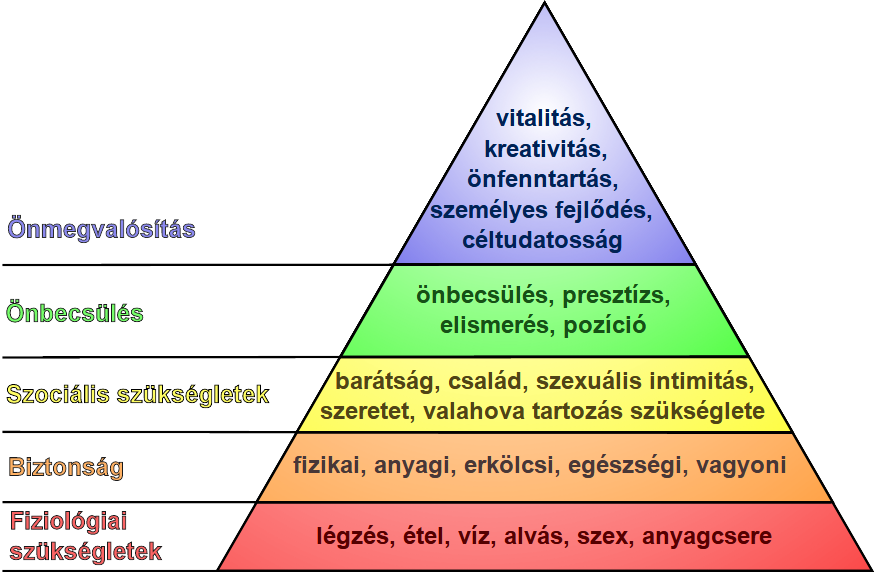 vitalitás,
kreativitás,
önfenntartás,
személyes fejlődés,
céltudatosság
Önmegvalósítás
önbecsülés, presztízs,
elismerés, pozíció
Önbecsülés
barátság, család, szexuális intimitás,
szeretet, valahova tartozás szükséglete
Szociális szükségletek
fizikai, anyagi, erkölcsi, egészségi, vagyoni
Biztonság
légzés, étel, víz, alvás, szex, anyagcsere
Fiziológiai
szükségletek